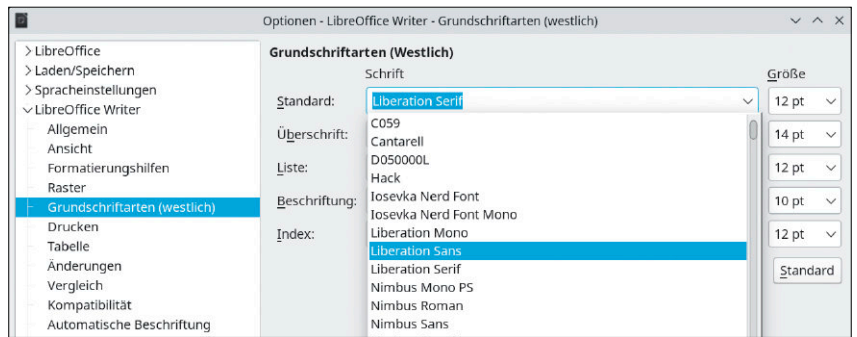 Optionen - LibreOffice Writer - Grundschriftarten (westlich)
LibreOffice
Laden/Speichern
Spracheinstellungen
LibreOffice Writer
Allgemein
Ansicht
Formatierungshilfen
Raster
Grundschriftarten (westlich)
Drucken
Tabelle
Änderungen
Vergleich
Kompatibilität
Automatische Beschriftung
Grundschriftarten (Westlich)
Schrift Größe
Standard: Liberation Serif 12 pt
Überschrift: 14 pt
Liste: 12 pt
Beschriftung: 10 pt
Index: 12 pt
C059
Cantarell
D050000L
Hack
Iosevka Nerd Font
Iosevka Nerd Font Mono
Liberation Mono
Liberation Sans
Liberation Serif
Nimbus Mono PS
Nimbus Roman
Nimbus Sans
Standard